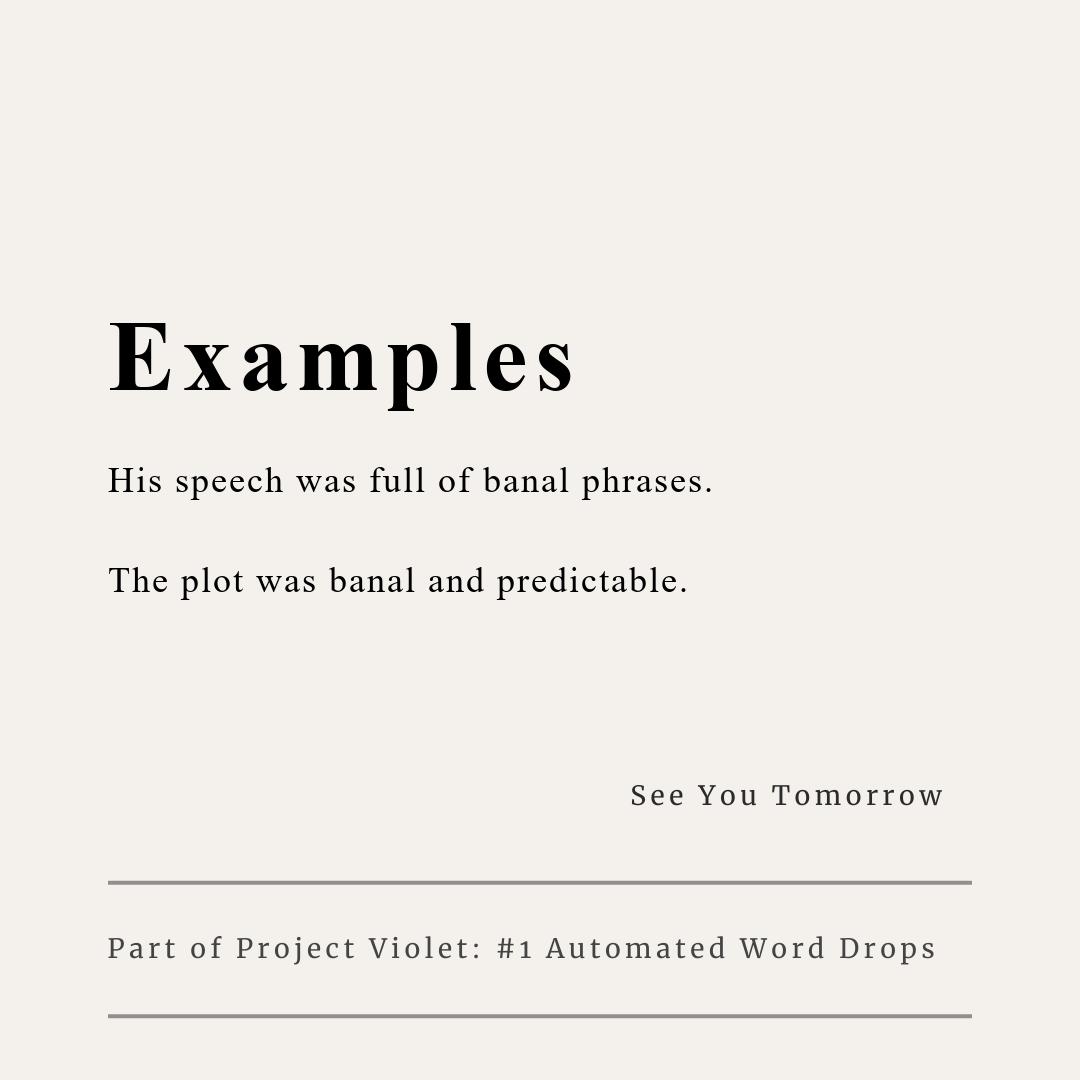 Examples
His speech was full of banal phrases.
The plot was banal and predictable.
See You Tomorrow
Part of Project Violet: #1 Automated Word Drops